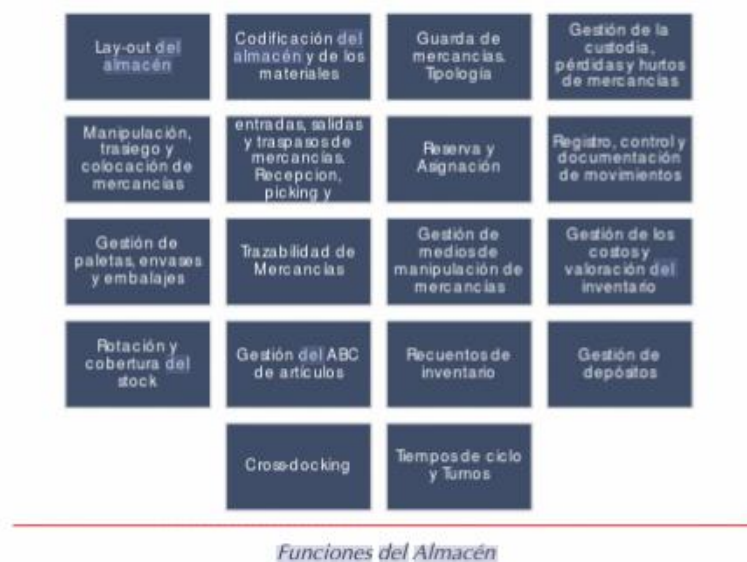 Lay-out del
almacén
Codificación del
almacén y de los
materiales
Guarda de
mercancías.
Tipología
Gestión de la
custodia,
pérdidas y hurtos
de mercancías
Manipulación,
trasiego y
colocación de
mercancías
entradas, salidas
y traspasos de
mercancías.
Recepcion,
picking y
Reserva y
Asignación
Registro, control y
documentación
de movimientos
Gestión de
paletas, envases
y embalajes
Trazabilidad de
Mercancías
Gestión de
medios de
manipulación de
mercancías
Gestión de los
costos y
valoración del
inventario
Rotación y
cobertura del
stock
Gestión del ABC
de artículos
Recuentos de
inventario
Gestión de
depósitos
Cross-docking
Tiempos de ciclo
y Turnos
Funciones del Almacén